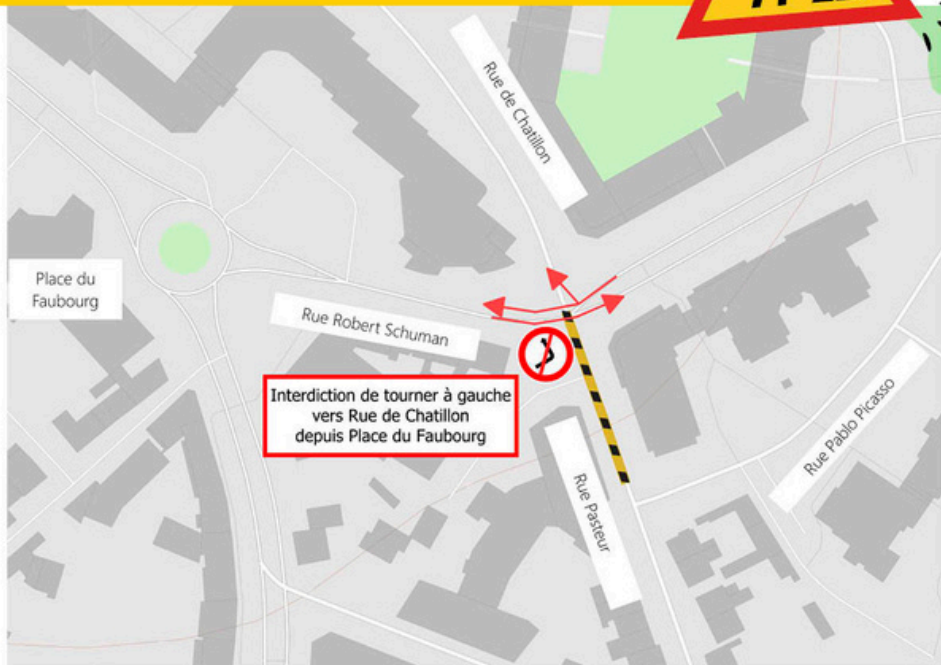 Rue de Chatillon
Place du
Faubourg
Rue Robert Schuman
Interdiction de tourner à gauche
vers Rue de Chatillon
depuis Place du Faubourg
Rue Pablo Picasso
Rue Pasteur